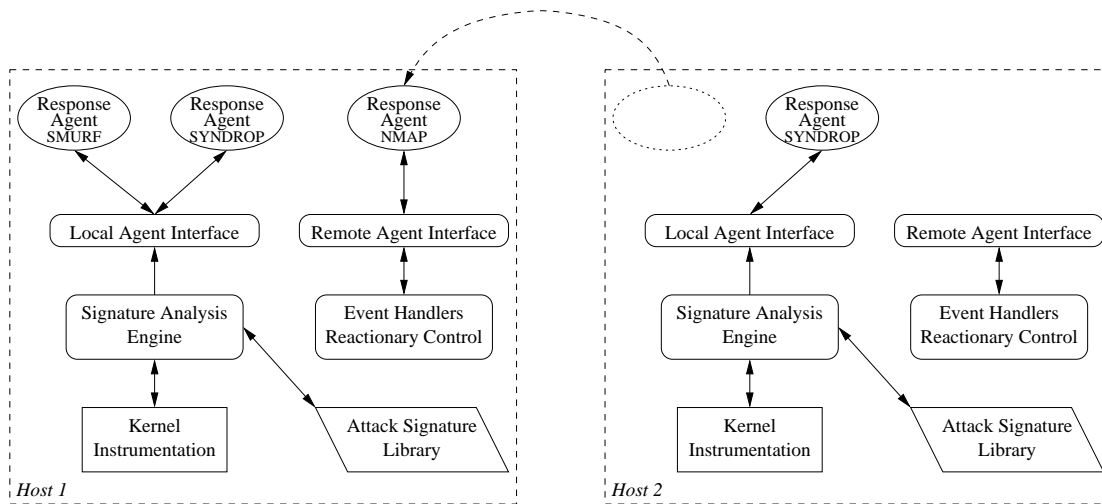 Response
Agent
SMURF
Response
Agent
SYNDROP
Response
Agent
NMAP
Local Agent Interface
Remote Agent Interface
Signature Analysis
Engine
Event Handlers
Reactionary Control
Kernel
Instrumentation
Attack Signature
Library
Host 1
Response
Agent
SYNDROP
Local Agent Interface
Remote Agent Interface
Signature Analysis
Engine
Event Handlers
Reactionary Control
Kernel
Instrumentation
Attack Signature
Library
Host 2